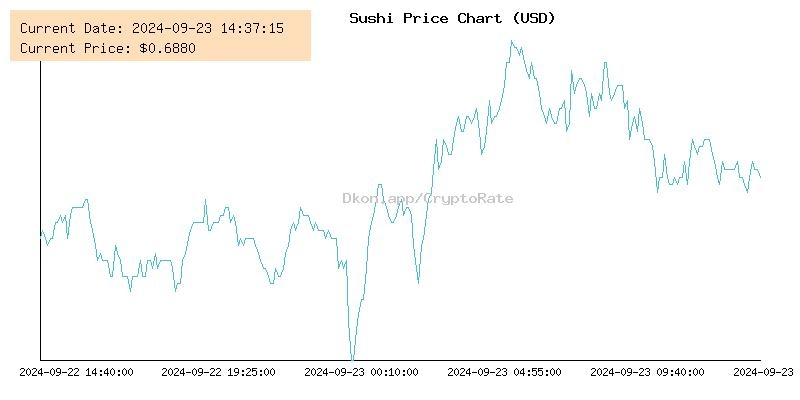 Sushi Price Chart (USD)
Current Date: 2024-09-23 14:37:15
Current Price: $0.6880
Dkon.app/CryptoRate
2024-09-22 14:40:00 2024-09-22 19:25:00 2024-09-23 00:10:00 2024-09-23 04:55:00 2024-09-23 09:40:00 2024-09-23